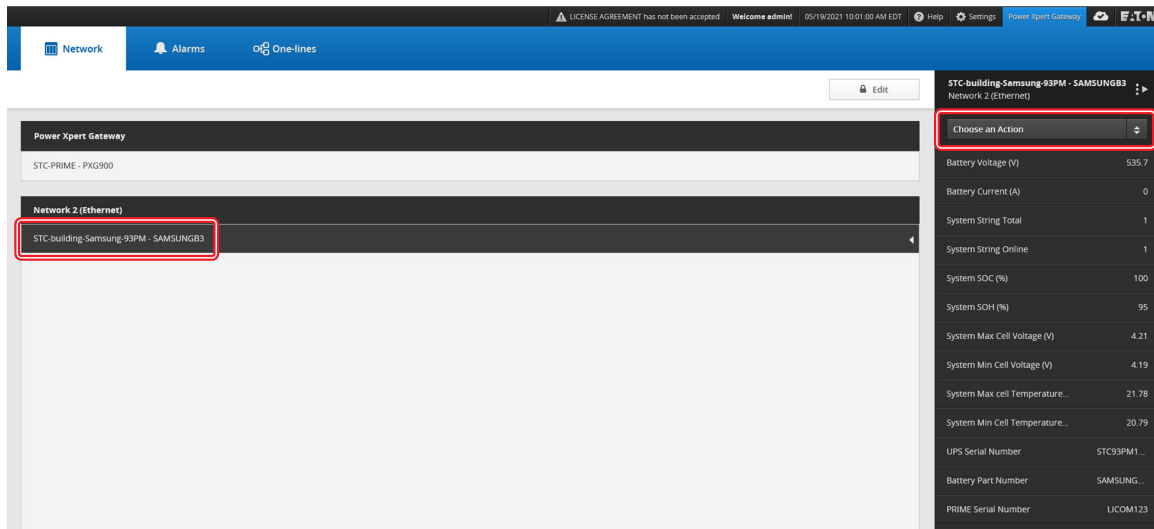 LICENSE AGREEMENT has not been accepted Welcome admin! 05/19/2021 10:01:00 AM EDT Help Settings Power Xpert Gateway
Network Alarms One-lines
Edit
STC-building-Samsung-93PM - SAMSUNGB3
Network 2 (Ethernet)
Choose an Action
Power Xpert Gateway
STC-PRIME - PXG900
Network 2 (Ethernet)
STC-building-Samsung-93PM - SAMSUNGB3
Battery Voltage (V) 535.7
Battery Current (A) 0
System String Total 1
System String Online 1
System SOC (%) 100
System SOH (%) 95
System Max Cell Voltage (V) 4.21
System Min Cell Voltage (V) 4.19
System Max cell Temperature... 21.78
System Min Cell Temperature... 20.79
UPS Serial Number STC93PM1...
Battery Part Number SAMSUNG...
PRIME Serial Number LICOM123